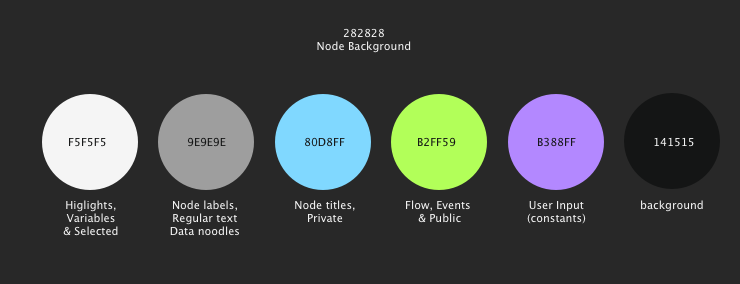 282828
Node Background
F5F5F5
9E9E9E
80D8FF
B2FF59
B388FF
141515
Higlights,
Variables
& Selected
Node labels,
Regular text
Data noodles
Node titles,
Private
Flow, Events
& Public
User Input
(constants)
background